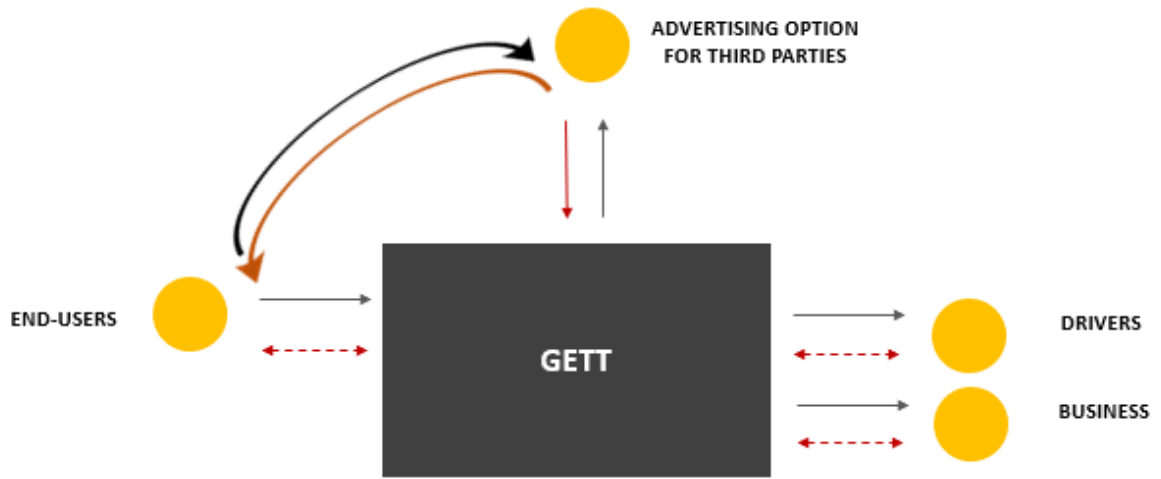 ADVERTISING OPTION
FOR THIRD PARTIES
END-USERS
GETT
DRIVERS
BUSINESS